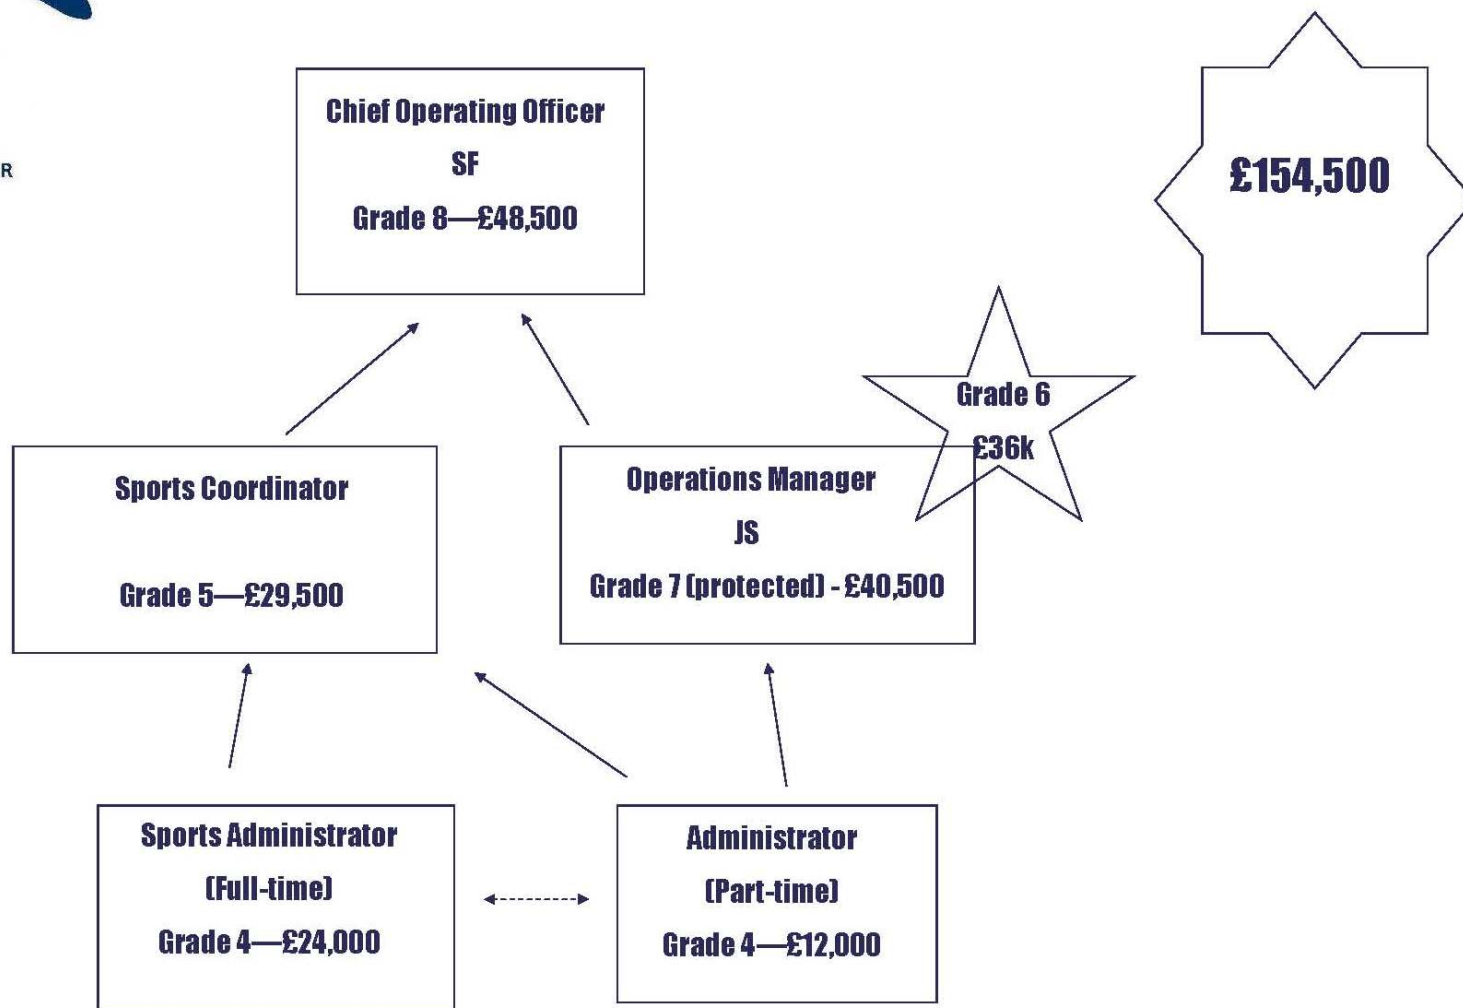 R
Chief Operating Officer
SF
Grade 8—£48,500
£154,500
Grade 6
£36k
Sports Coordinator
Grade 5—£29,500
Operations Manager
JS
Grade 7 (protected) - £40,500
Sports Administrator
(Full-time)
Grade 4—£24,000
Administrator
(Part-time)
Grade 4—£12,000